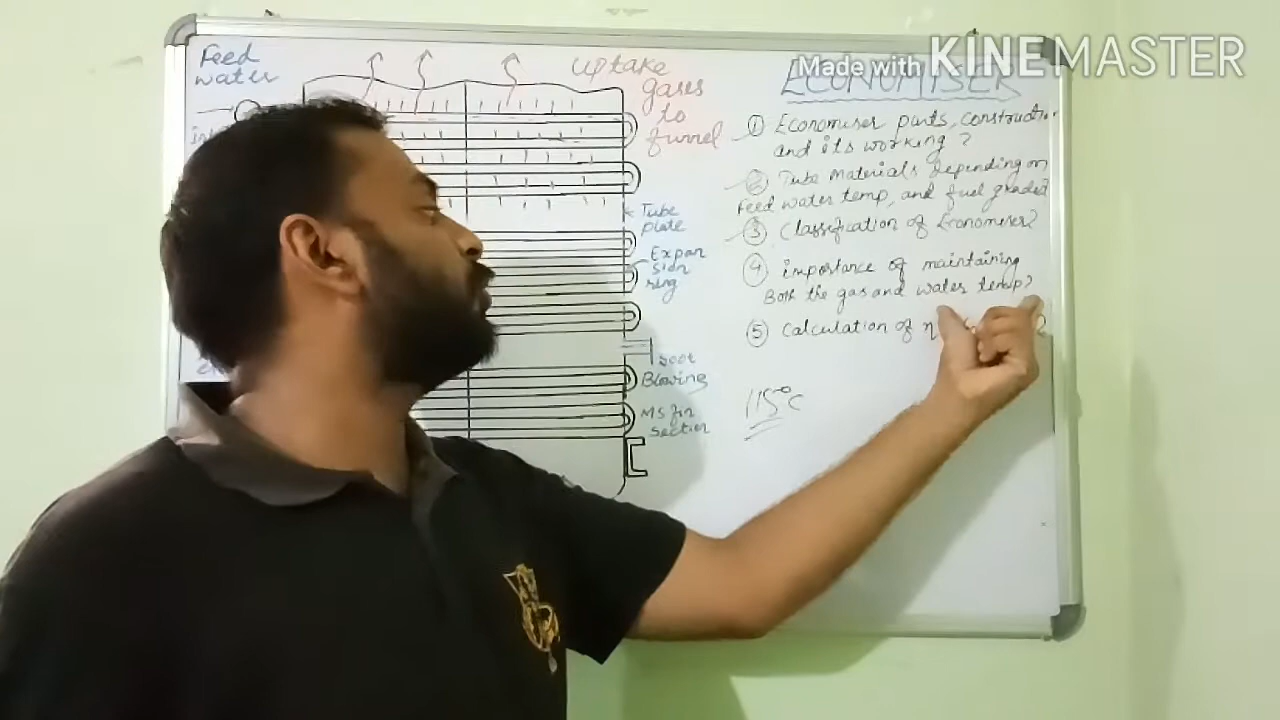 Made with KINEMASTER
Feed
water
uptake
gases
to
funnel
Tube
plate
Expan
sion
ring
Soot
Blowing
MS fin
section
ECONOMISER
① Economiser parts, construction
and its working?
② Tube Materials Depending on
Feed water temp, and fuel grades
③ Classification of Economiser?
④ importance of maintaining
Both the gas and water temp?
⑤ Calculation of η
115°C